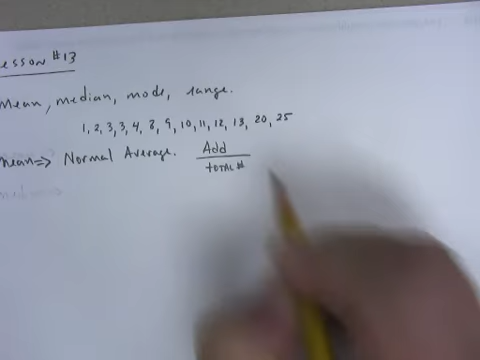 esson #13
Mean, median, mode, range.
1, 2, 3, 3, 4, 8, 9, 10, 11, 12, 13, 20, 25
mean => Normal Average. Add
TOTAL #